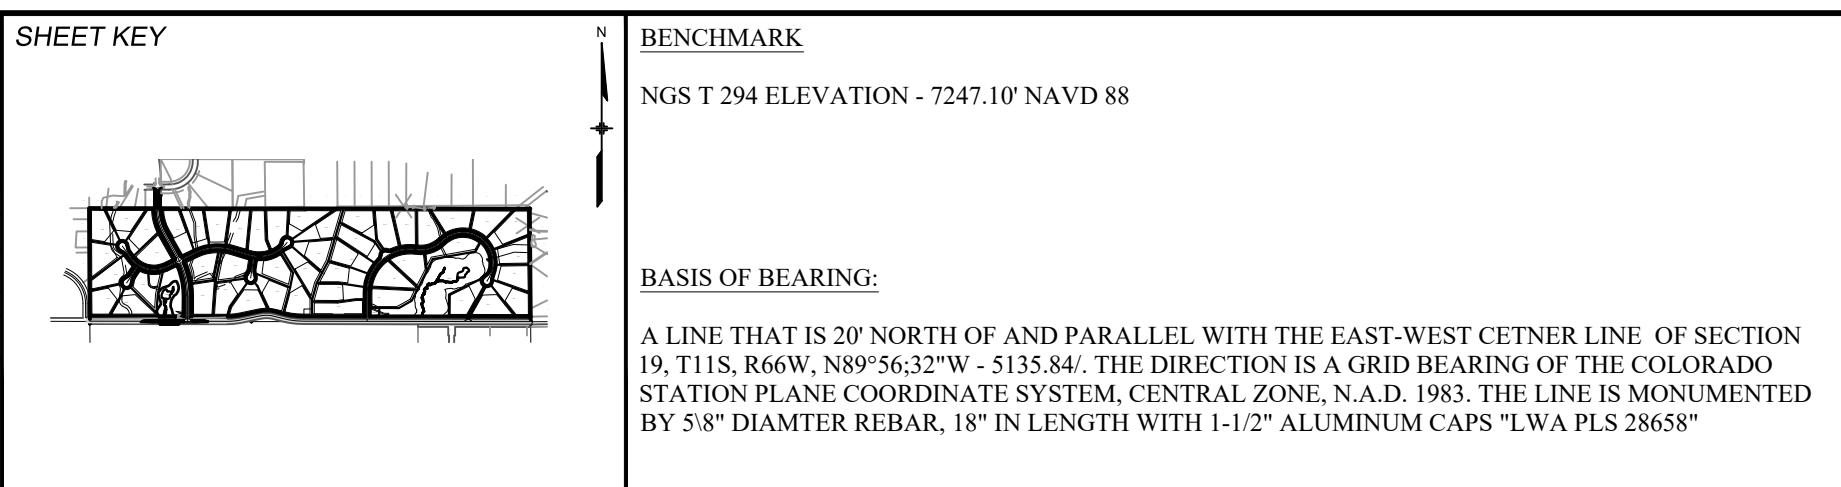 SHEET KEY
N
BENCHMARK
NGS T 294 ELEVATION - 7247.10' NAVD 88
BASIS OF BEARING:
A LINE THAT IS 20' NORTH OF AND PARALLEL WITH THE EAST-WEST CETNER LINE OF SECTION
19, T11S, R66W, N89°56;32"W - 5135.84/. THE DIRECTION IS A GRID BEARING OF THE COLORADO
STATION PLANE COORDINATE SYSTEM, CENTRAL ZONE, N.A.D. 1983. THE LINE IS MONUMENTED
BY 5\8" DIAMTER REBAR, 18" IN LENGTH WITH 1-1/2" ALUMINUM CAPS "LWA PLS 28658"